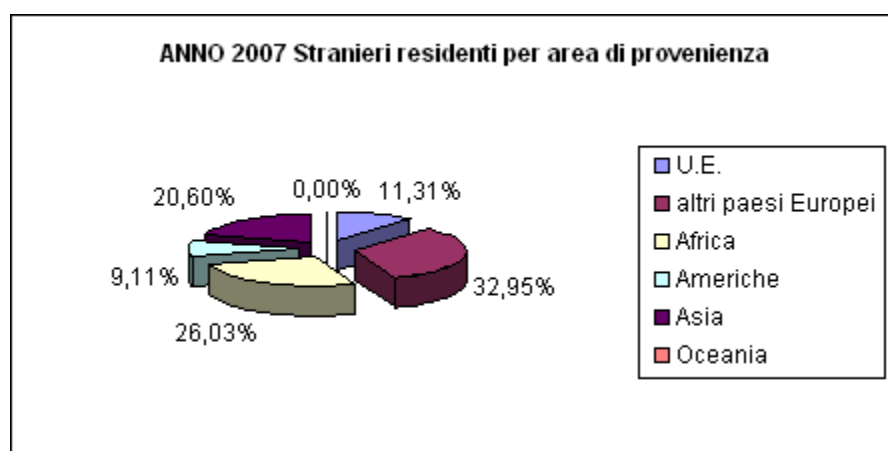 ANNO 2007 Stranieri residenti per area di provenienza
20,60%
0,00%
11,31%
9,11%
32,95%
26,03%
U.E.
altri paesi Europei
Africa
Americhe
Asia
Oceania